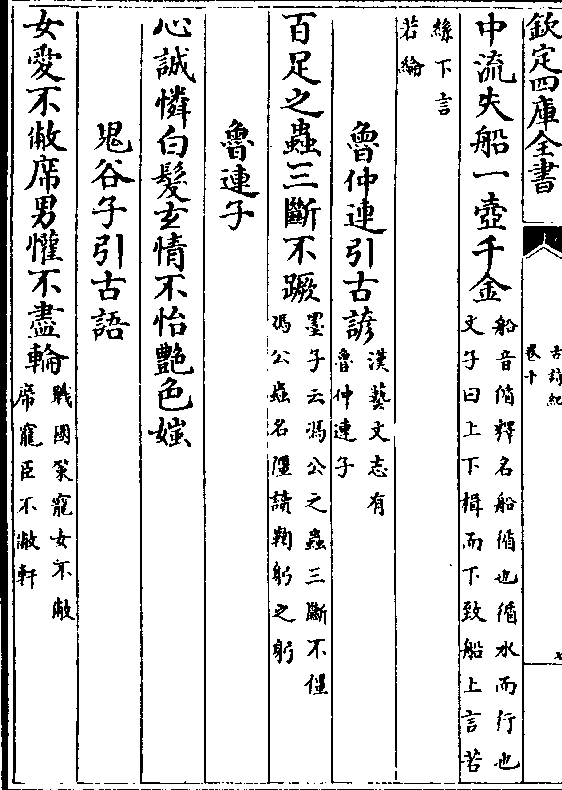 欽定四庫全書
古詩紀
卷十
七
中流失船一壺千金
船音循釋名船循也循水而行也
文子曰上下楫而下致船上言若
絲下言
若綸
魯仲連引古諺
漢藝文志有
魯仲連子
百足之蟲三斷不蹶
墨子云馮公之蟲三斷不僵
馮公蟲名僵讀鞠躬之躬
魯連子
心誠憐白髮玄情不怡艷色媸
鬼谷子引古語
女愛不敝席男懽不盡輪
戰國策寵女不敝
席寵臣不敝軒